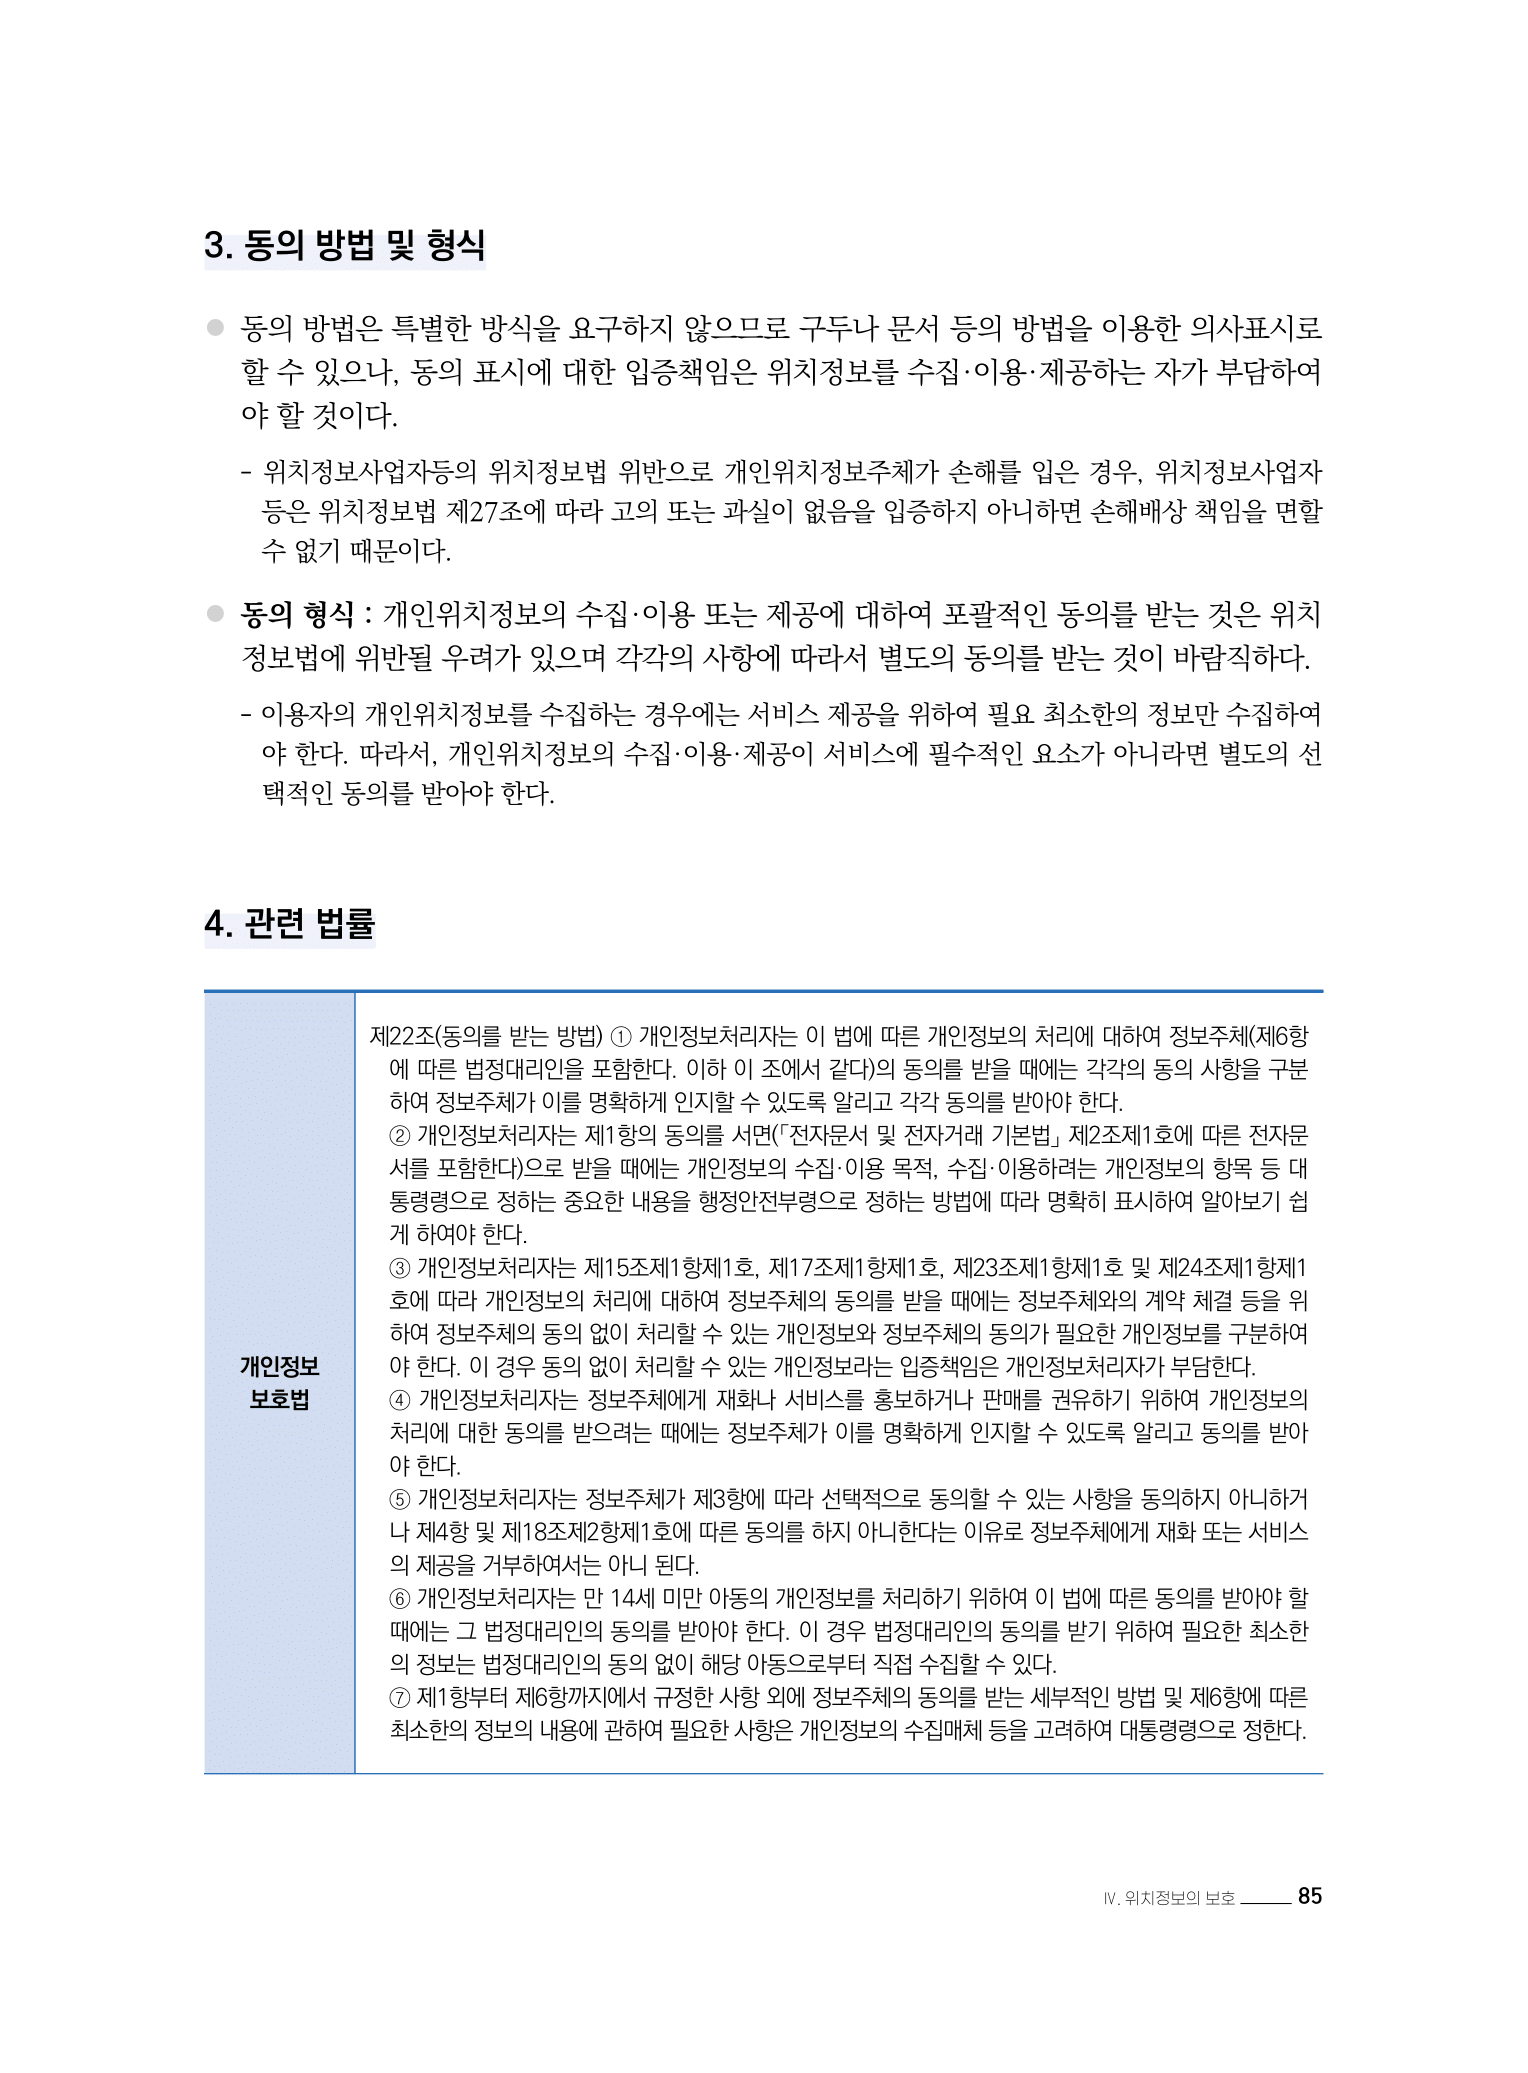 3. 동의 방법 및 형식
● 동의 방법은 특별한 방식을 요구하지 않으므로 구두나 문서 등의 방법을 이용한 의사표시로
할 수 있으나, 동의 표시에 대한 입증책임은 위치정보를 수집·이용·제공하는 자가 부담하여
야 할 것이다.
- 위치정보사업자등의 위치정보법 위반으로 개인위치정보주체가 손해를 입은 경우, 위치정보사업자
등은 위치정보법 제27조에 따라 고의 또는 과실이 없음을 입증하지 아니하면 손해배상 책임을 면할
수 없기 때문이다.
● 동의 형식 : 개인위치정보의 수집·이용 또는 제공에 대하여 포괄적인 동의를 받는 것은 위치
정보법에 위반될 우려가 있으며 각각의 사항에 따라서 별도의 동의를 받는 것이 바람직하다.
- 이용자의 개인위치정보를 수집하는 경우에는 서비스 제공을 위하여 필요 최소한의 정보만 수집하여
야 한다. 따라서, 개인위치정보의 수집·이용·제공이 서비스에 필수적인 요소가 아니라면 별도의 선
택적인 동의를 받아야 한다.
4. 관련 법률
개인정보
보호법
제22조(동의를 받는 방법) ① 개인정보처리자는 이 법에 따른 개인정보의 처리에 대하여 정보주체(제6항
에 따른 법정대리인을 포함한다. 이하 이 조에서 같다)의 동의를 받을 때에는 각각의 동의 사항을 구분
하여 정보주체가 이를 명확하게 인지할 수 있도록 알리고 각각 동의를 받아야 한다.
② 개인정보처리자는 제1항의 동의를 서면(「전자문서 및 전자거래 기본법」 제2조제1호에 따른 전자문
서를 포함한다)으로 받을 때에는 개인정보의 수집·이용 목적, 수집·이용하려는 개인정보의 항목 등 대
통령령으로 정하는 중요한 내용을 행정안전부령으로 정하는 방법에 따라 명확히 표시하여 알아보기 쉽
게 하여야 한다.
③ 개인정보처리자는 제15조제1항제1호, 제17조제1항제1호, 제23조제1항제1호 및 제24조제1항제1
호에 따라 개인정보의 처리에 대하여 정보주체의 동의를 받을 때에는 정보주체와의 계약 체결 등을 위
하여 정보주체의 동의 없이 처리할 수 있는 개인정보와 정보주체의 동의가 필요한 개인정보를 구분하여
야 한다. 이 경우 동의 없이 처리할 수 있는 개인정보라는 입증책임은 개인정보처리자가 부담한다.
④ 개인정보처리자는 정보주체에게 재화나 서비스를 홍보하거나 판매를 권유하기 위하여 개인정보의
처리에 대한 동의를 받으려는 때에는 정보주체가 이를 명확하게 인지할 수 있도록 알리고 동의를 받아
야 한다.
⑤ 개인정보처리자는 정보주체가 제3항에 따라 선택적으로 동의할 수 있는 사항을 동의하지 아니하거
나 제4항 및 제18조제2항제1호에 따른 동의를 하지 아니한다는 이유로 정보주체에게 재화 또는 서비스
의 제공을 거부하여서는 아니 된다.
⑥ 개인정보처리자는 만 14세 미만 아동의 개인정보를 처리하기 위하여 이 법에 따른 동의를 받아야 할
때에는 그 법정대리인의 동의를 받아야 한다. 이 경우 법정대리인의 동의를 받기 위하여 필요한 최소한
의 정보는 법정대리인의 동의 없이 해당 아동으로부터 직접 수집할 수 있다.
⑦ 제1항부터 제6항까지에서 규정한 사항 외에 정보주체의 동의를 받는 세부적인 방법 및 제6항에 따른
최소한의 정보의 내용에 관하여 필요한 사항은 개인정보의 수집매체 등을 고려하여 대통령령으로 정한다.
Ⅳ. 위치정보의 보호 85